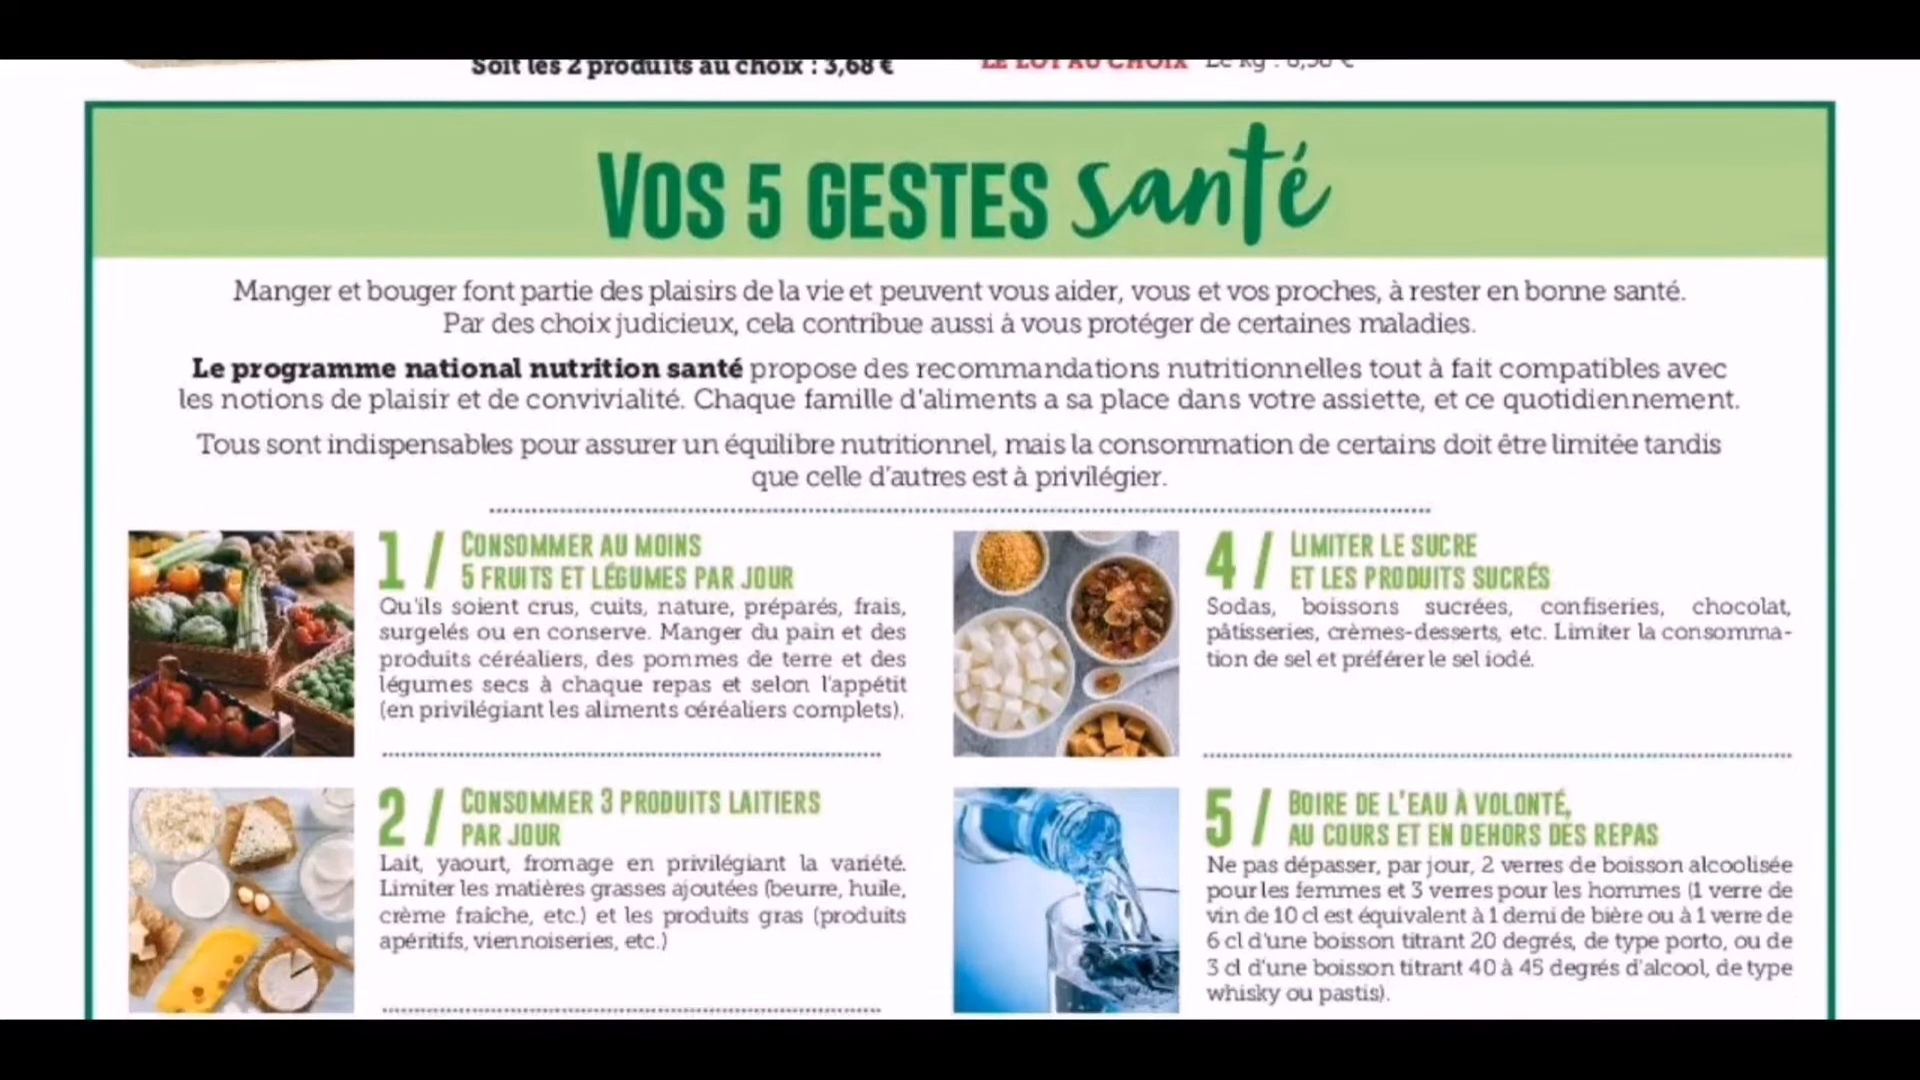 Soit les 2 produits au choix : 3,68 €
LE LOT AU CHOIX Le kg :
VOS 5 GESTES santé
Manger et bouger font partie des plaisirs de la vie et peuvent vous aider, vous et vos proches, à rester en bonne santé.
Par des choix judicieux, cela contribue aussi à vous protéger de certaines maladies.
Le programme national nutrition santé propose des recommandations nutritionnelles tout à fait compatibles avec
les notions de plaisir et de convivialité. Chaque famille d'aliments a sa place dans votre assiette, et ce quotidiennement.
Tous sont indispensables pour assurer un équilibre nutritionnel, mais la consommation de certains doit être limitée tandis
que celle d'autres est à privilégier.
1 / CONSOMMER AU MOINS
5 FRUITS ET LÉGUMES PAR JOUR
Qu'ils soient crus, cuits, nature, préparés, frais,
surgelés ou en conserve. Manger du pain et des
produits céréaliers, des pommes de terre et des
légumes secs à chaque repas et selon l'appétit
(en privilégiant les aliments céréaliers complets).
2 / CONSOMMER 3 PRODUITS LAITIERS
PAR JOUR
Lait, yaourt, fromage en privilégiant la variété.
Limiter les matières grasses ajoutées (beurre, huile,
crème fraîche, etc.) et les produits gras (produits
apéritifs, viennoiseries, etc.)
4 / LIMITER LE SUCRE
ET LES PRODUITS SUCRÉS
Sodas, boissons sucrées, confiseries, chocolat,
pâtisseries, crèmes-desserts, etc. Limiter la consomma-
tion de sel et préférer le sel iodé.
5 / BOIRE DE L'EAU À VOLONTÉ,
AU COURS ET EN DEHORS DES REPAS
Ne pas dépasser, par jour, 2 verres de boisson alcoolisée
pour les femmes et 3 verres pour les hommes (1 verre de
vin de 10 cl est équivalent à 1 demi de bière ou à 1 verre de
6 cl d'une boisson titrant 20 degrés, de type porto, ou de
3 cl d'une boisson titrant 40 à 45 degrés d'alcool, de type
whisky ou pastis).